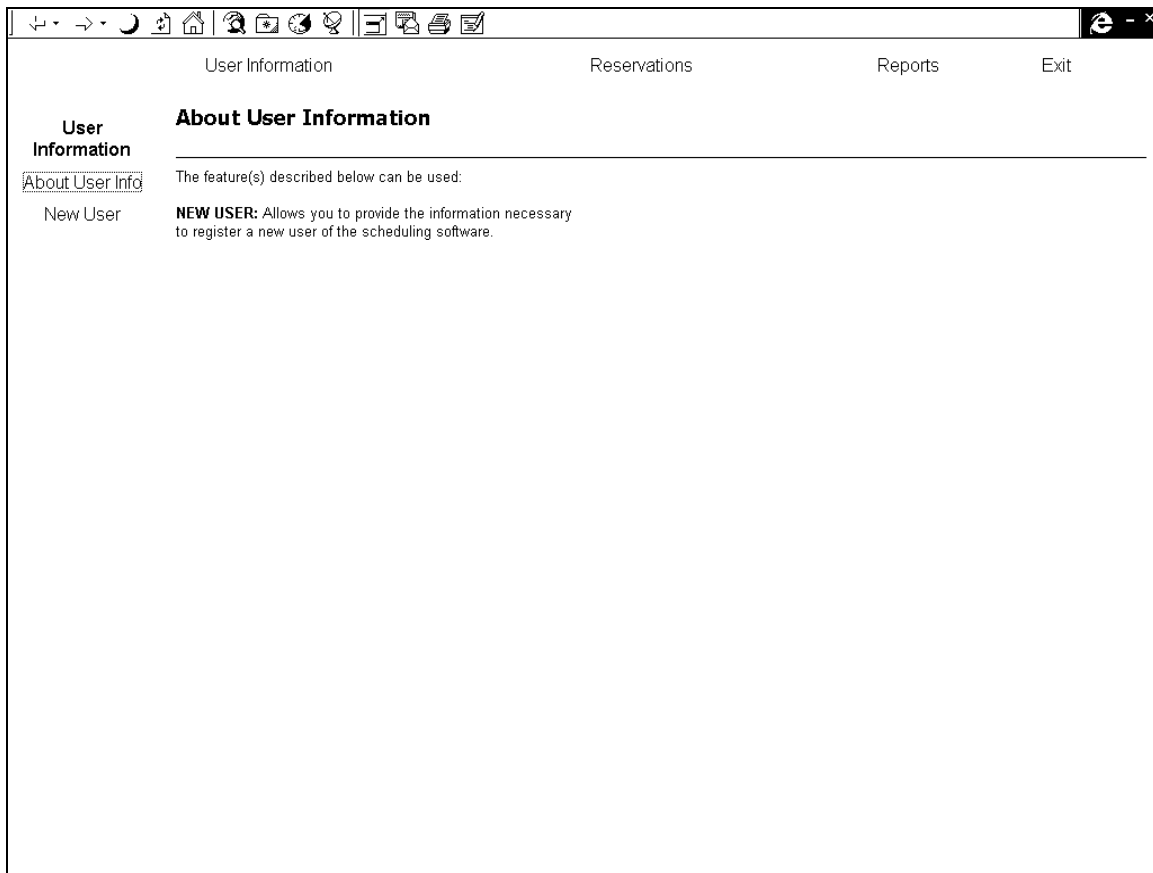 User Information Reservations Reports Exit
User
Information
About User Info
New User
About User Information
The feature(s) described below can be used:
NEW USER: Allows you to provide the information necessary
to register a new user of the scheduling software.